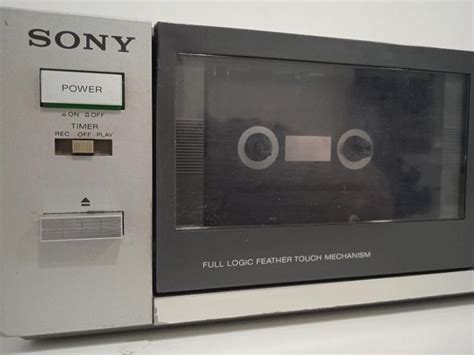 SONY
POWER
ON OFF
TIMER
REC OFF PLAY
FULL LOGIC FEATHER TOUCH MECHANISM